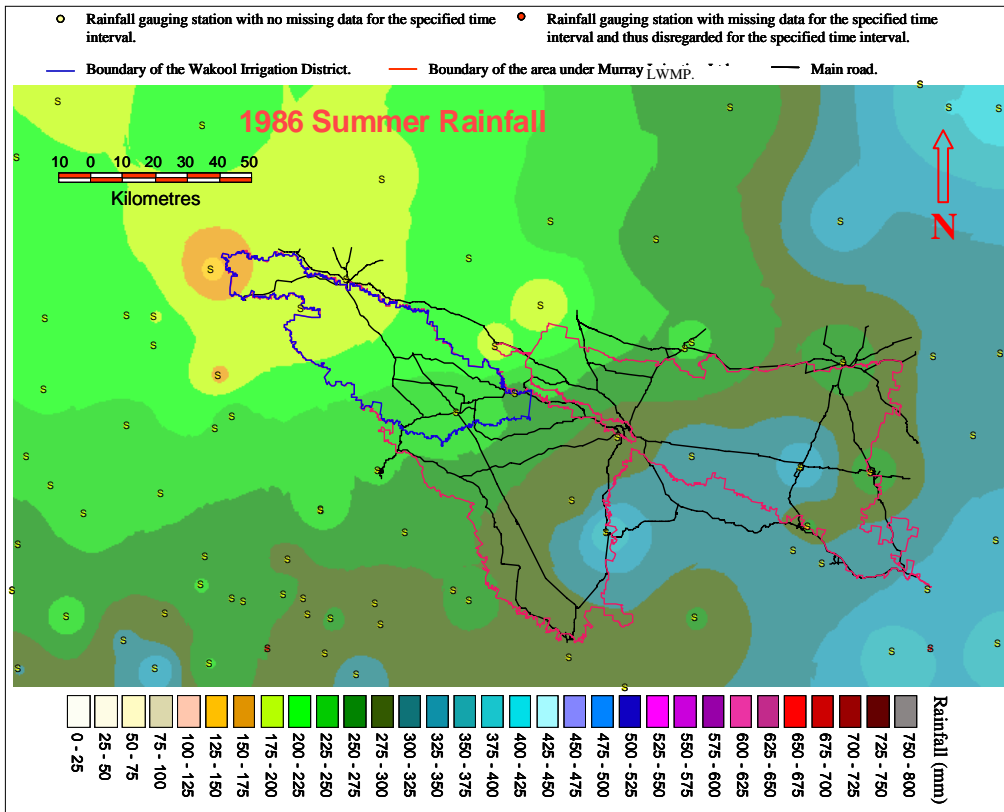 Rainfall gauging station with no missing data for the specified time
interval.
Rainfall gauging station with missing data for the specified time
interval and thus disregarded for the specified time interval.
Boundary of the Wakool Irrigation District.
Boundary of the area under Murray LWMP.
Main road.
1986 Summer Rainfall
10 0 10 20 30 40 50
Kilometres
N
0 - 25
25 - 50
50 - 75
75 - 100
100 - 125
125 - 150
150 - 175
175 - 200
200 - 225
225 - 250
250 - 275
275 - 300
300 - 325
325 - 350
350 - 375
375 - 400
400 - 425
425 - 450
450 - 475
475 - 500
500 - 525
525 - 550
550 - 575
575 - 600
600 - 625
625 - 650
650 - 675
675 - 700
700 - 725
725 - 750
750 - 800
Rainfall (mm)